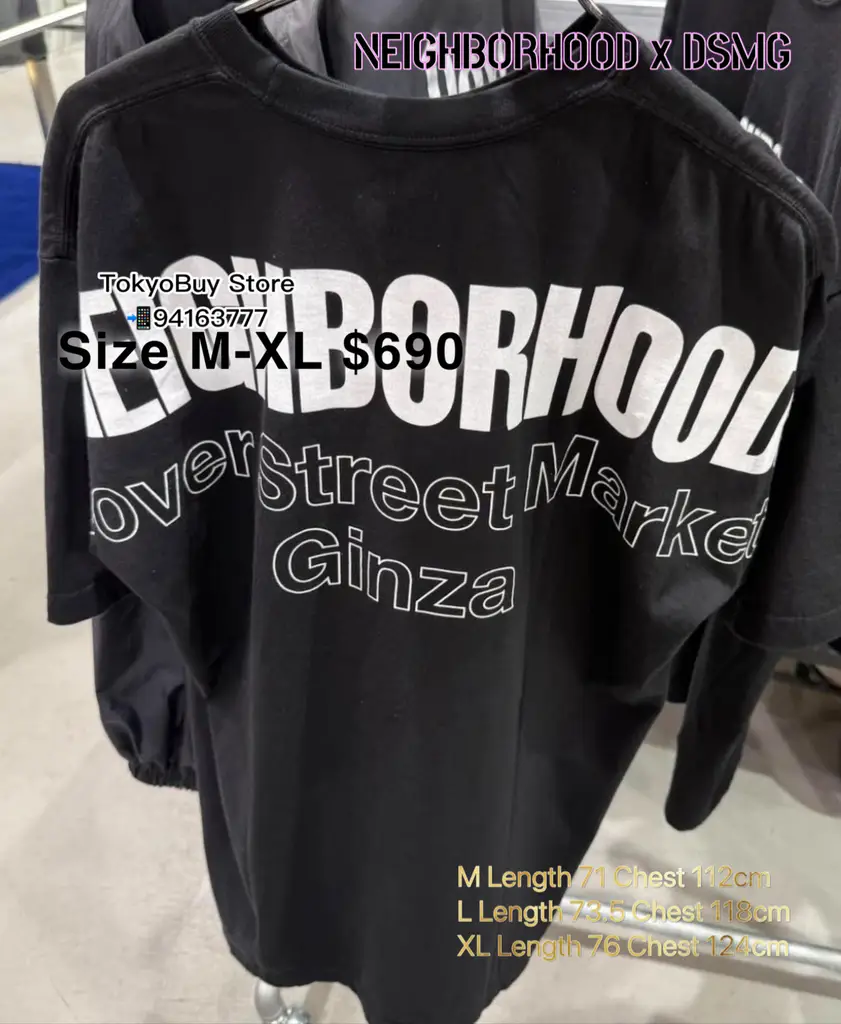 NEIGHBORHOOD x DSMG
TokyoBuy Store
📲94163777
Size M-XL $690
NEIGHBORHOOD
over Street Market
Ginza
M Length 71 Chest 112cm
L Length 73.5 Chest 118cm
XL Length 76 Chest 124cm